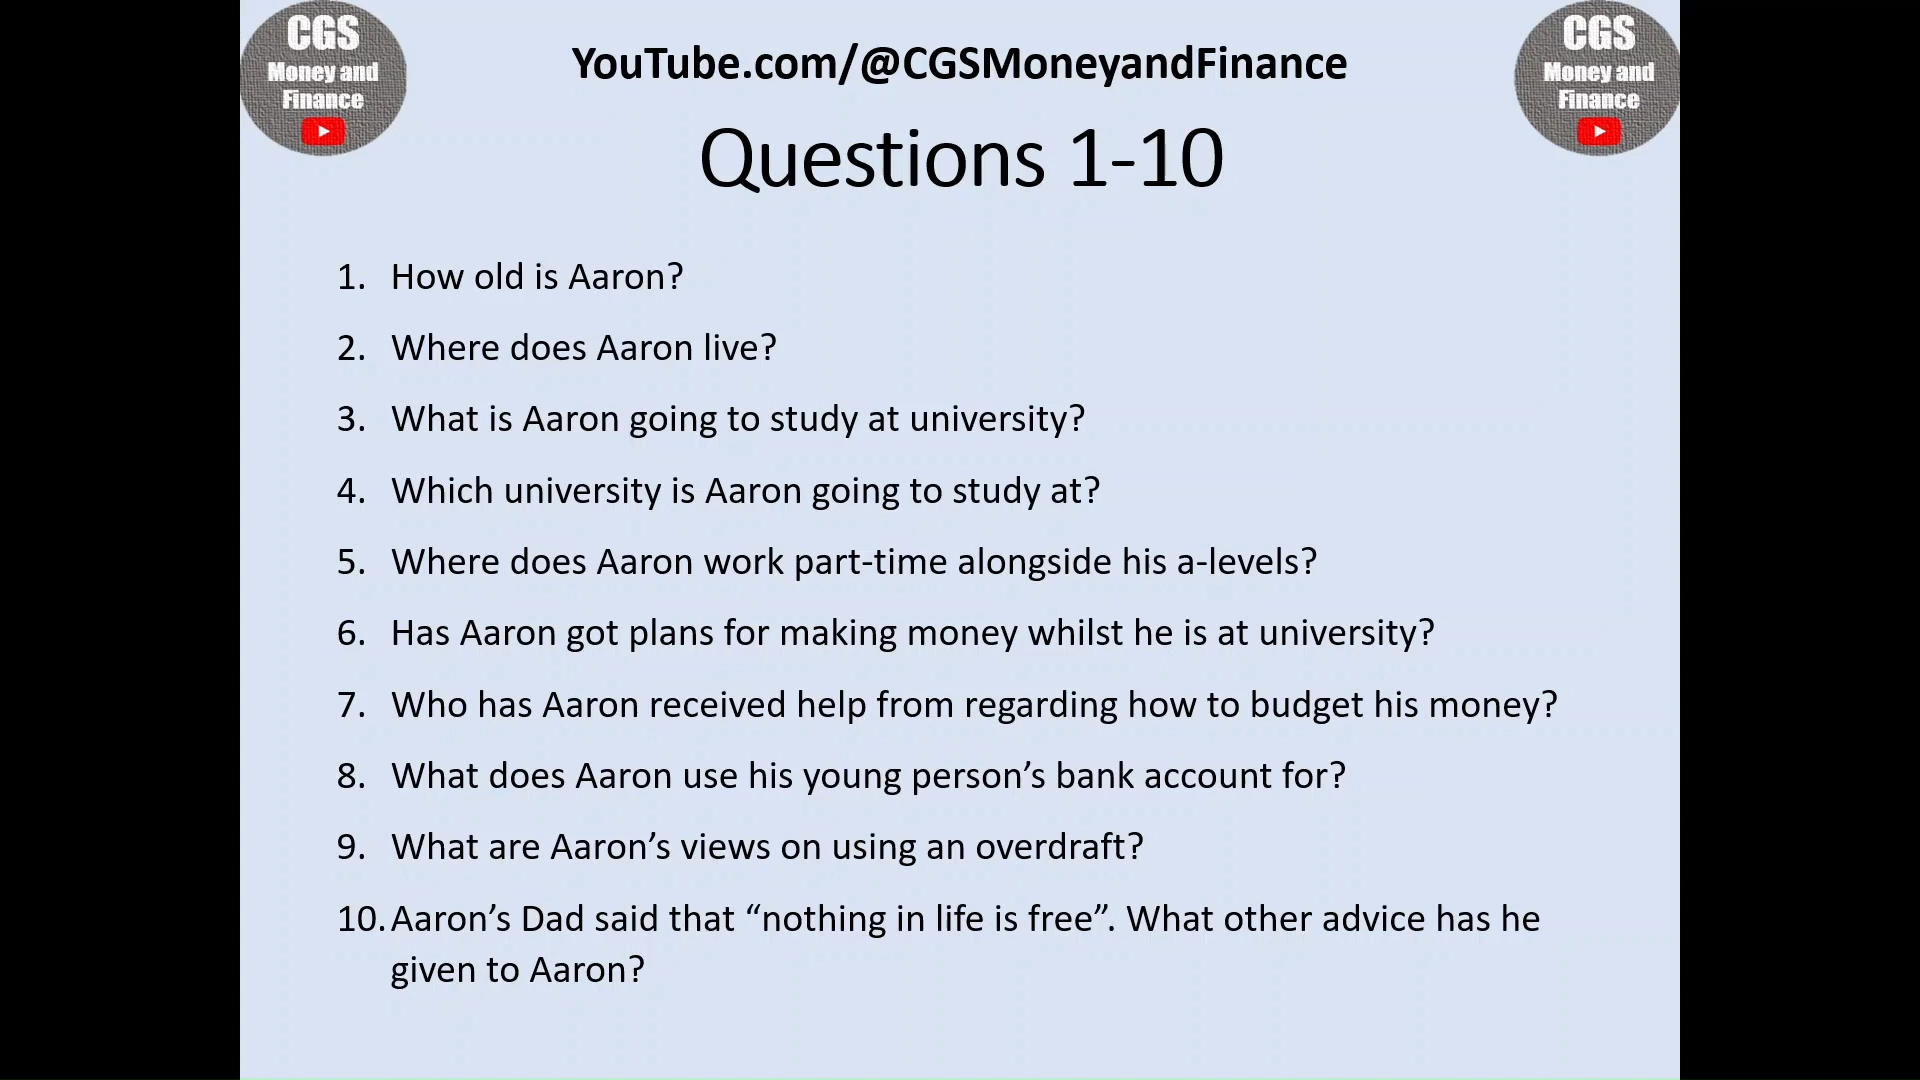 CGS
Money and
Finance
YouTube.com/@CGSMoneyandFinance
CGS
Money and
Finance
Questions 1-10
1. How old is Aaron?
2. Where does Aaron live?
3. What is Aaron going to study at university?
4. Which university is Aaron going to study at?
5. Where does Aaron work part-time alongside his a-levels?
6. Has Aaron got plans for making money whilst he is at university?
7. Who has Aaron received help from regarding how to budget his money?
8. What does Aaron use his young person’s bank account for?
9. What are Aaron’s views on using an overdraft?
10. Aaron’s Dad said that “nothing in life is free”. What other advice has he
given to Aaron?